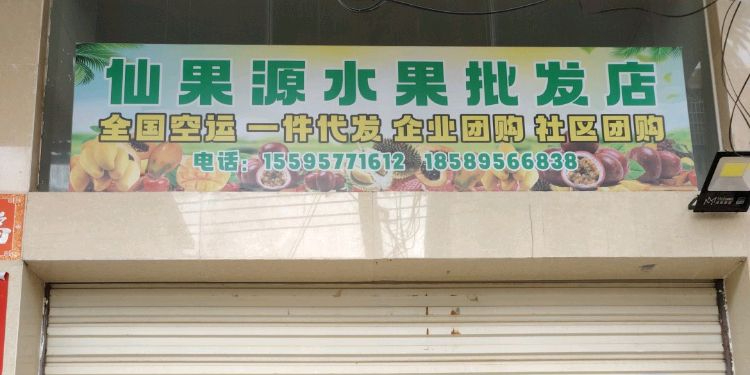 仙果源水果批发店
全国空运 一件代发 企业团购 社区团购
电话：15595771612 18589566838